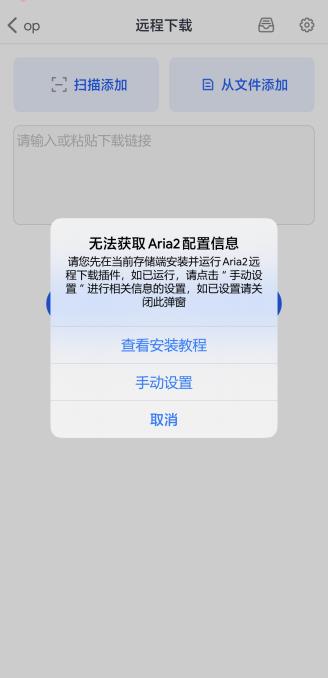 op
远程下载
扫描添加
从文件添加
请输入或粘贴下载链接
无法获取 Aria2 配置信息
请您先在当前存储端安装并运行 Aria2 远
程下载插件，如已运行，请点击＂手动设
置＂进行相关信息的设置，如已设置请关
闭此弹窗
查看安装教程
手动设置
取消